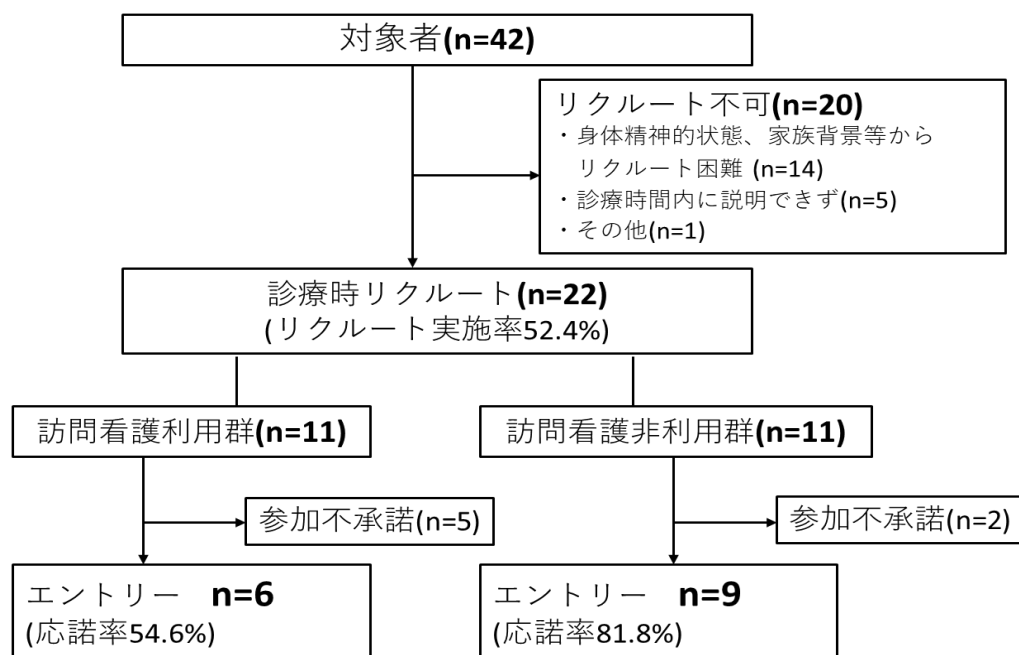 対象者(n=42)
リクルート不可(n=20)
・身体精神的状態、家族背景等から
リクルート困難 (n=14)
・診療時間内に説明できず(n=5)
・その他(n=1)
診療時リクルート(n=22)
(リクルート実施率52.4%)
訪問看護利用群(n=11)
訪問看護非利用群(n=11)
参加不承諾(n=5)
参加不承諾(n=2)
エントリー n=6
(応諾率54.6%)
エントリー n=9
(応諾率81.8%)